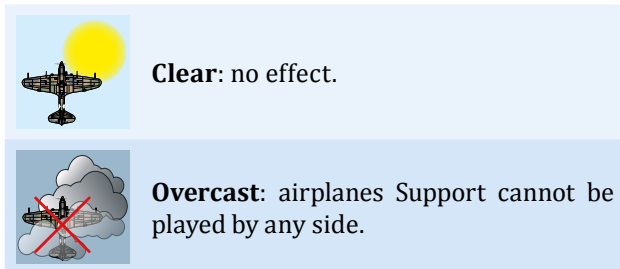 Clear: no effect.
Overcast: airplanes Support cannot be
played by any side.